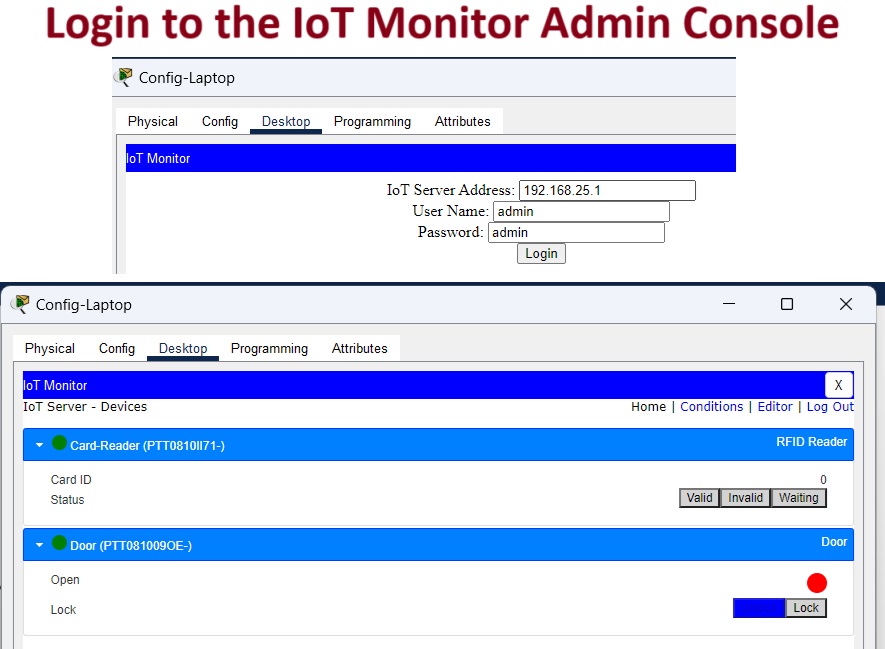 Login to the IoT Monitor Admin Console
Config-Laptop
Physical Config Desktop Programming Attributes
IoT Monitor
IoT Server Address: 192.168.25.1
User Name: admin
Password: admin
Login
Config-Laptop
Physical Config Desktop Programming Attributes
IoT Monitor X
IoT Server - Devices Home | Conditions | Editor | Log Out
Card-Reader (PTT0810II71-) RFID Reader
Card ID 0
Status Valid Invalid Waiting
Door (PTT081009OE-) Door
Open
Lock Lock